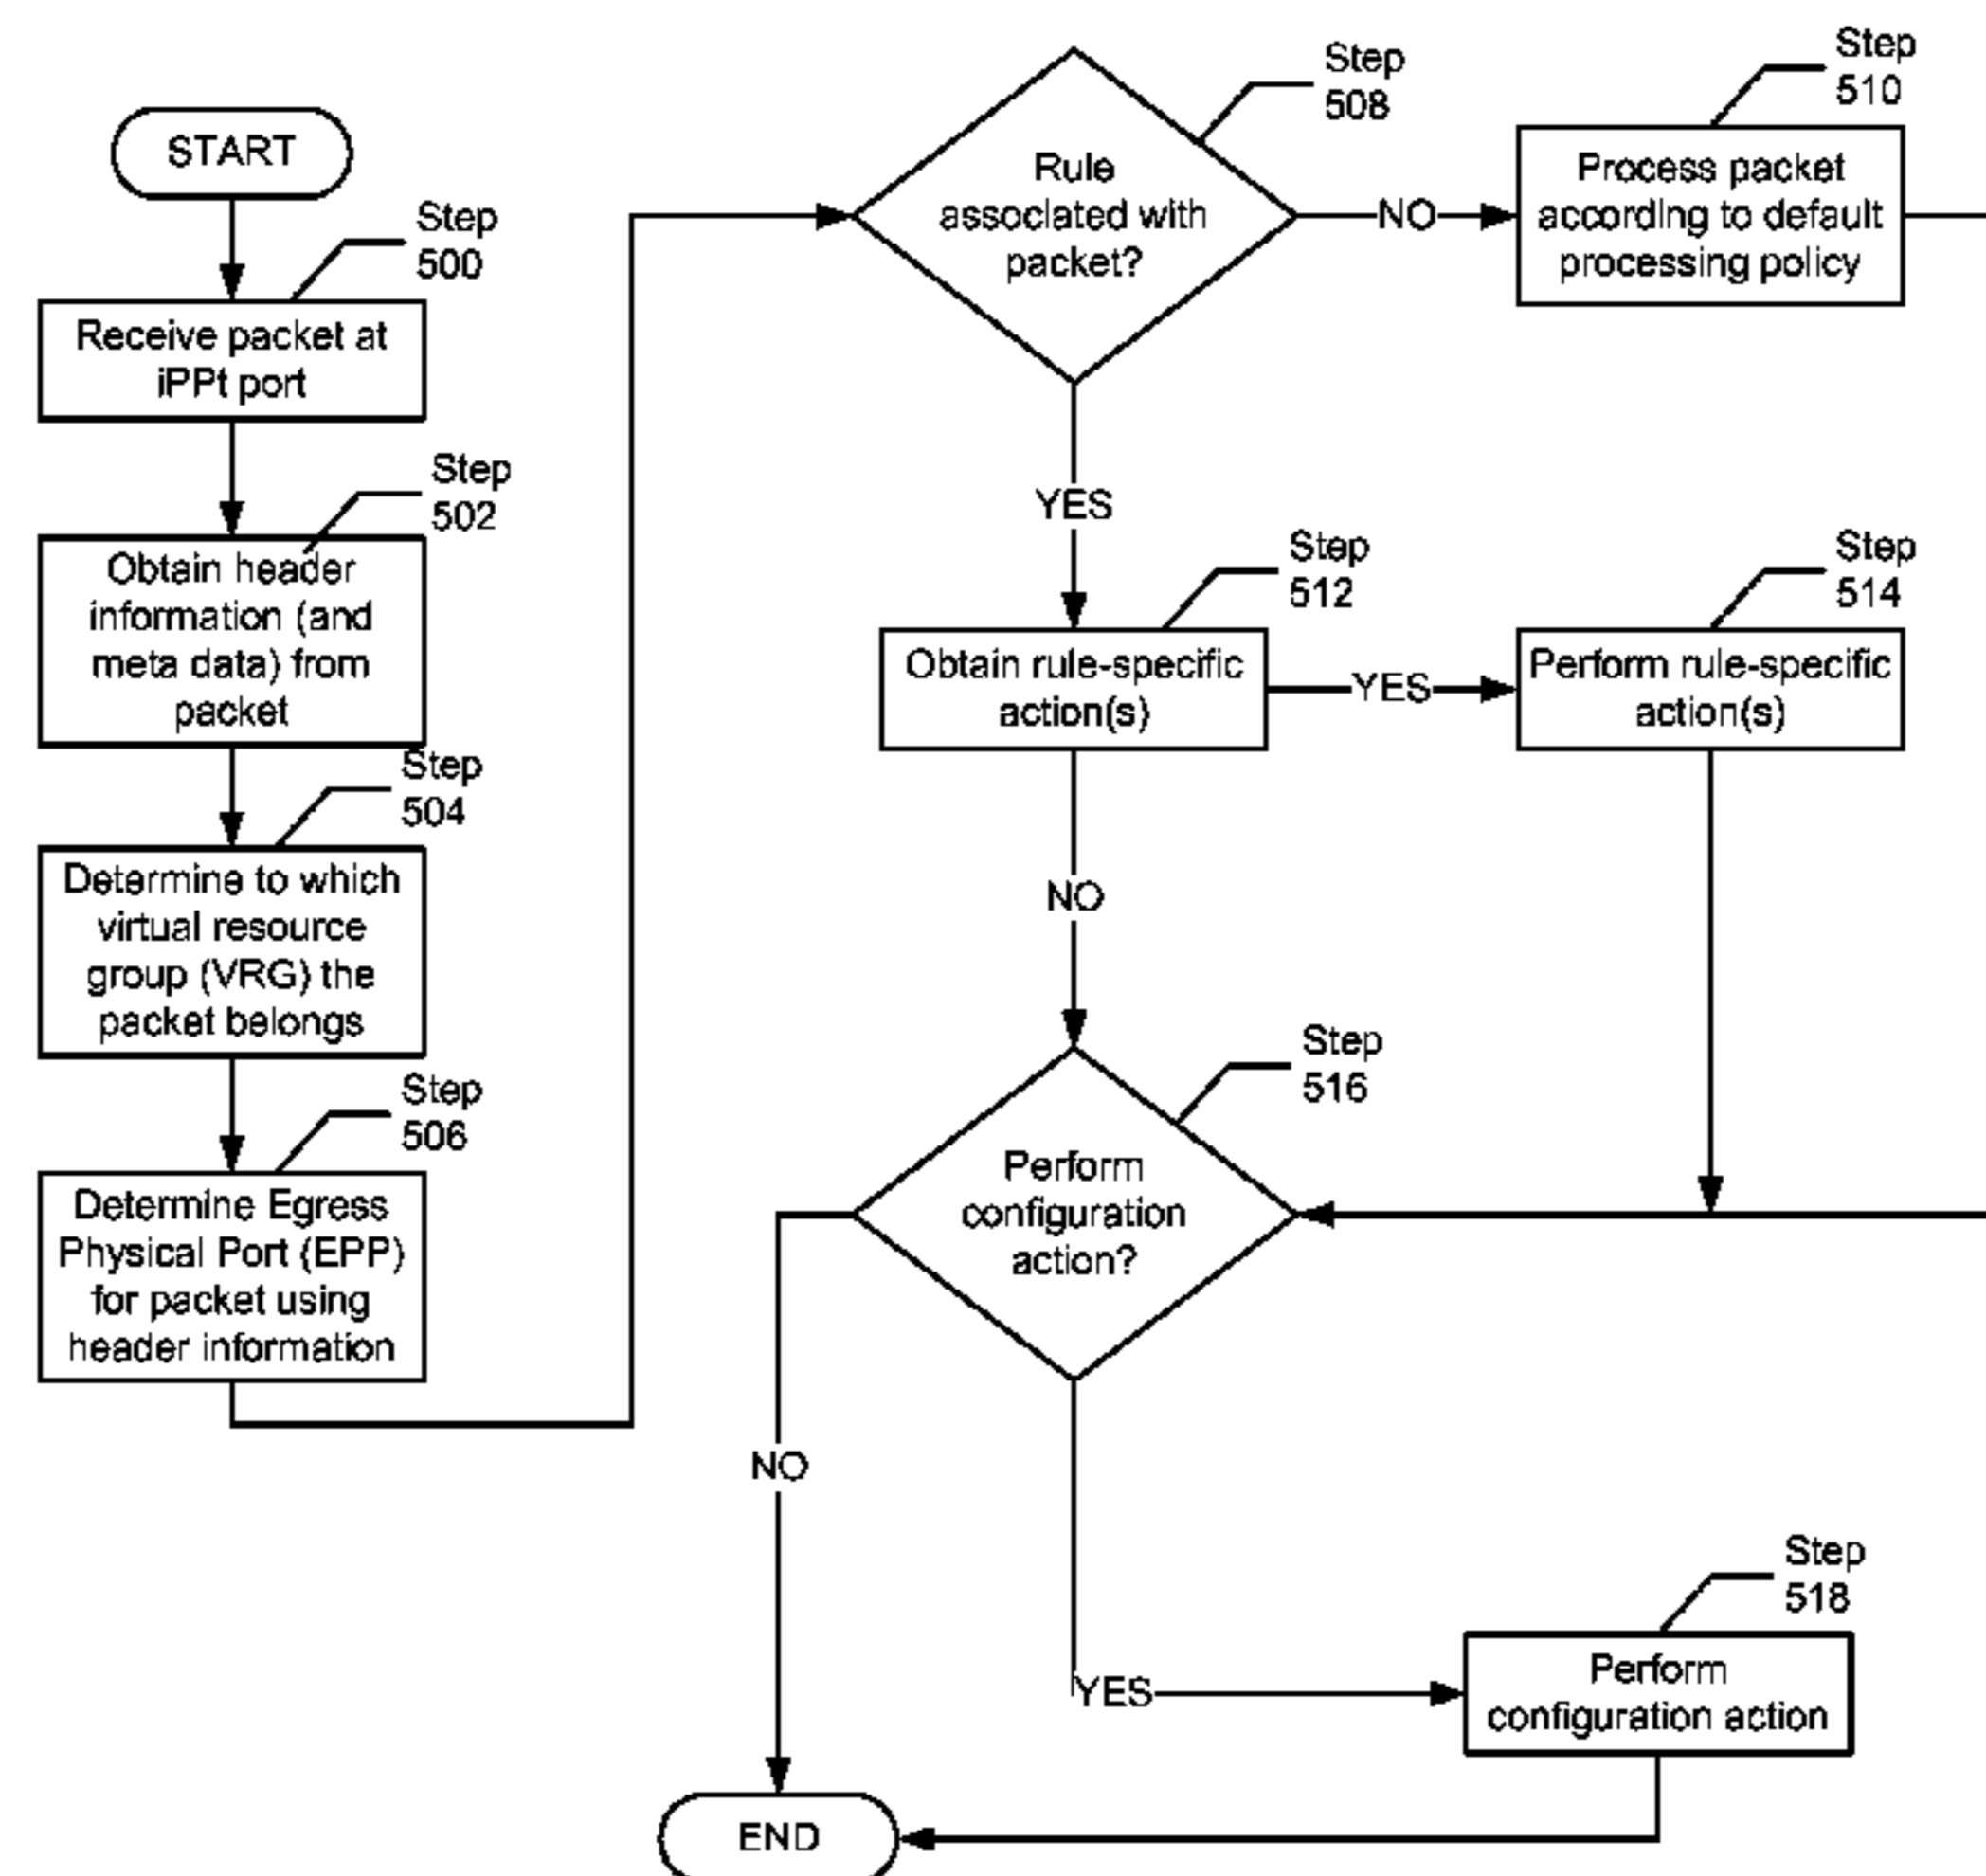 START
Step
500
Receive packet at
iPPt port
Step
502
Obtain header
information (and
meta data) from
packet
Step
504
Determine to which
virtual resource
group (VRG) the
packet belongs
Step
506
Determine Egress
Physical Port (EPP)
for packet using
header information
Step
508
Rule
associated with
packet?
NO
Step
510
Process packet
according to default
processing policy
YES
Step
512
Obtain rule-specific
action(s)
YES
Step
514
Perform rule-specific
action(s)
NO
Step
516
Perform
configuration
action?
NO
YES
Step
518
Perform
configuration action
END